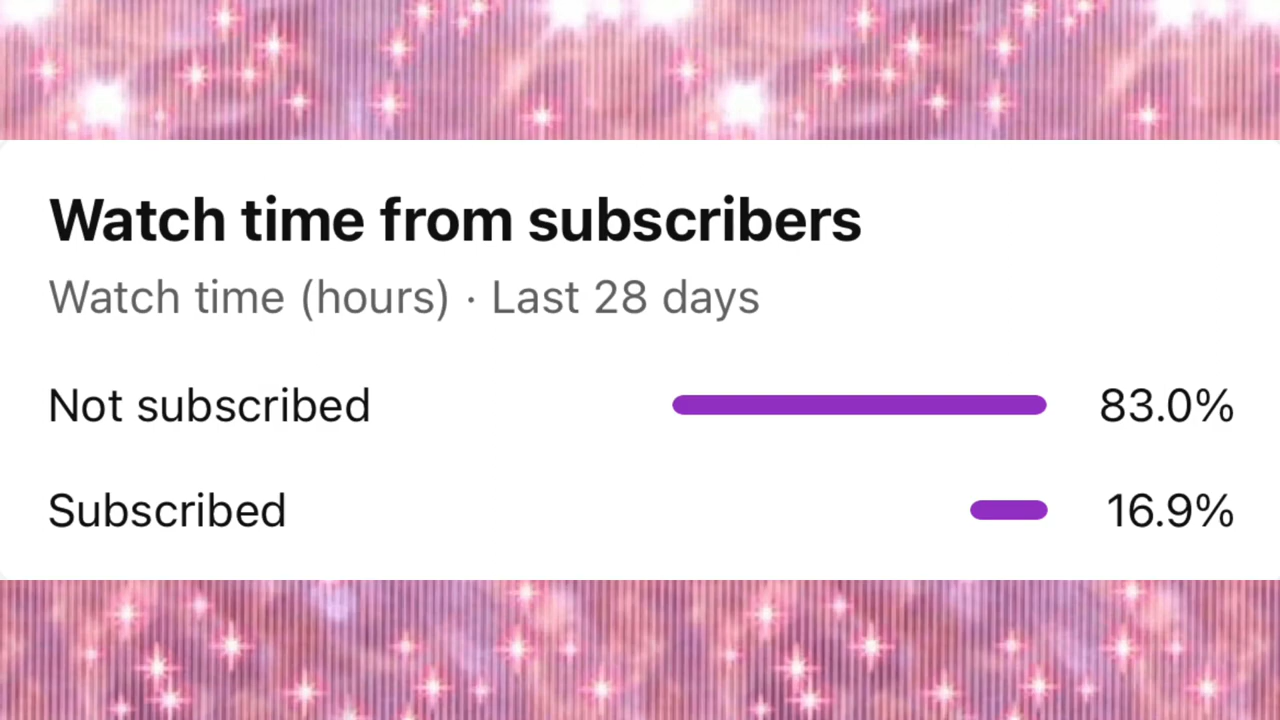 Watch time from subscribers
Watch time (hours) · Last 28 days
Not subscribed 83.0%
Subscribed 16.9%